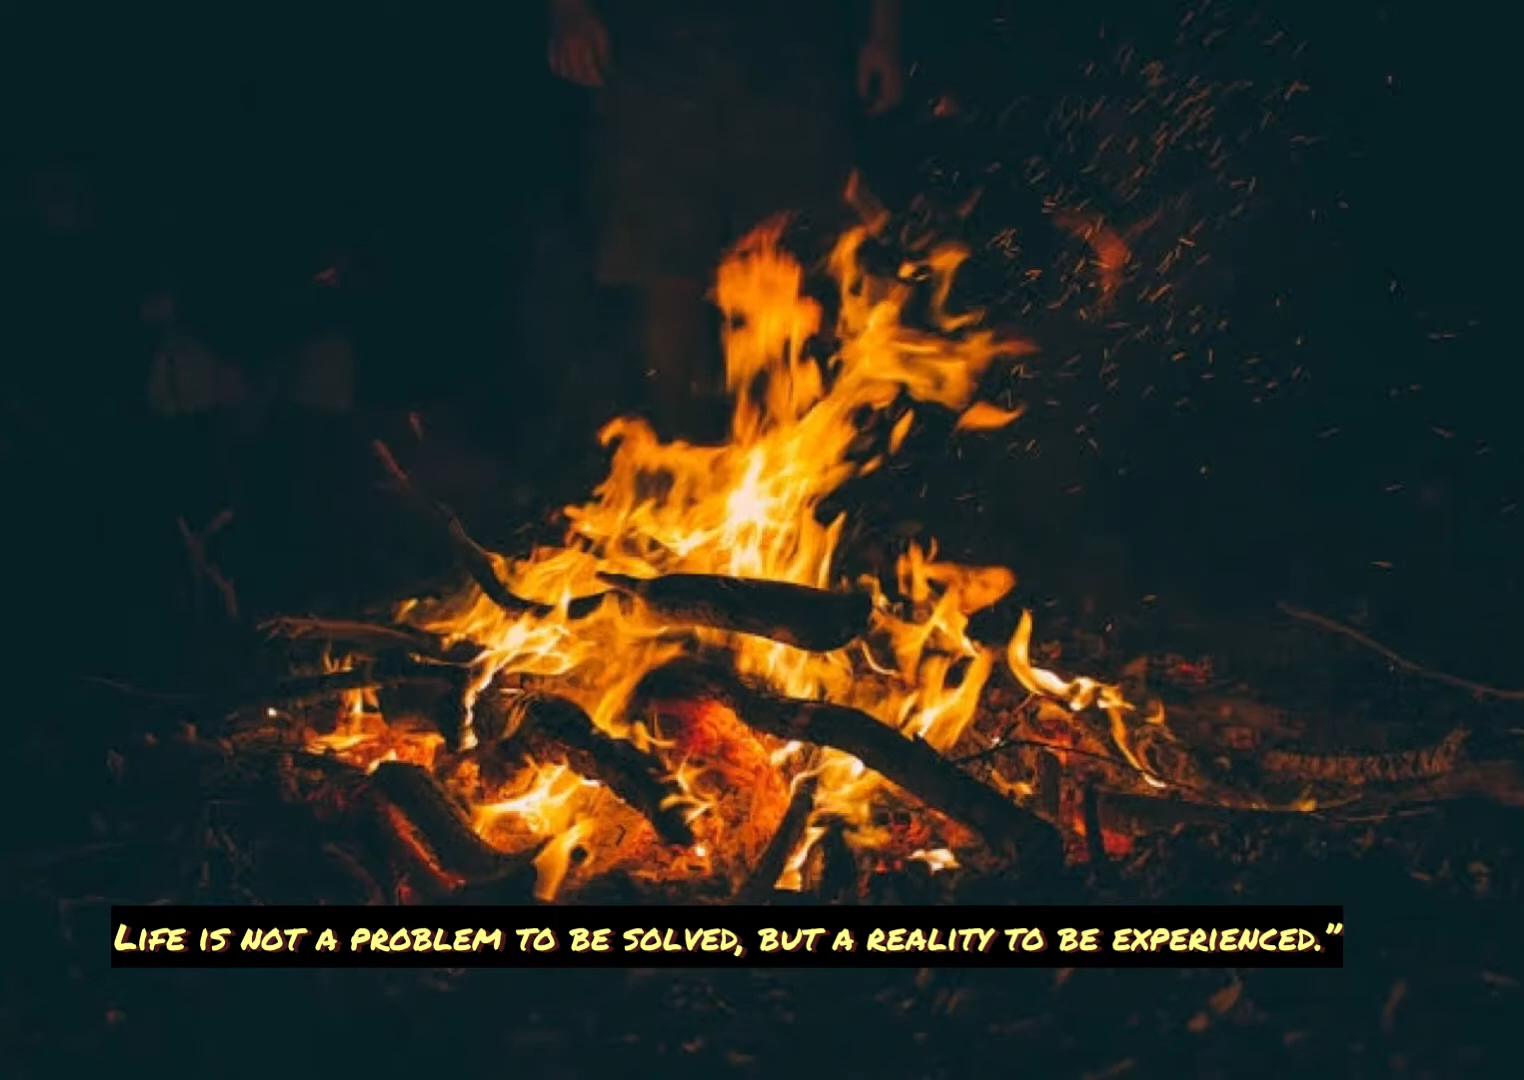 Life is not a problem to be solved, but a reality to be experienced.”